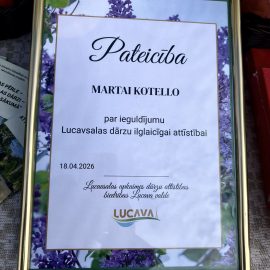 Pateicība
MARTAI KOTELLO
par ieguldījumu
Lucavsalas dārzu ilglaicīgai attīstībai
18.04.2026
Lucavsalas apkaimes dārzu attīstības
biedrības Lucava valde
LUCAVA